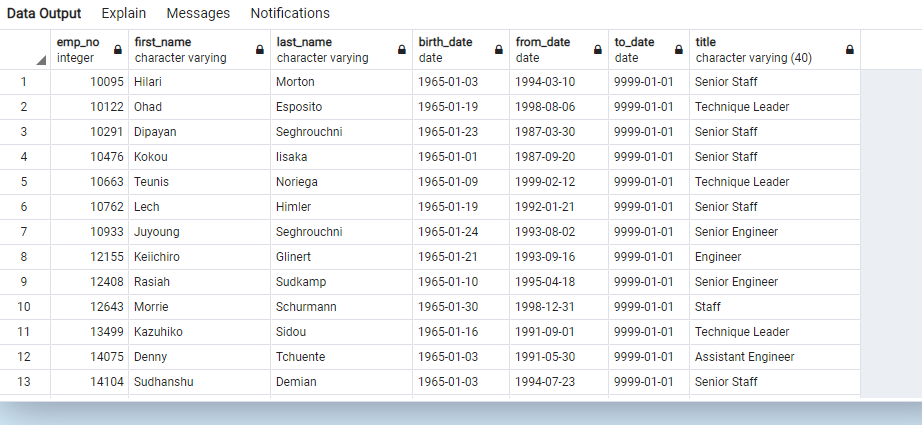 Data Output Explain Messages Notifications
emp_no first_name last_name birth_date from_date to_date title
integer character varying character varying date date date character varying (40)
1 10095 Hilari Morton 1965-01-03 1994-03-10 9999-01-01 Senior Staff
2 10122 Ohad Esposito 1965-01-19 1998-08-06 9999-01-01 Technique Leader
3 10291 Dipayan Seghrouchni 1965-01-23 1987-03-30 9999-01-01 Senior Staff
4 10476 Kokou Iisaka 1965-01-01 1987-09-20 9999-01-01 Senior Staff
5 10663 Teunis Noriega 1965-01-09 1999-02-12 9999-01-01 Technique Leader
6 10762 Lech Himler 1965-01-19 1992-01-21 9999-01-01 Senior Staff
7 10933 Juyoung Seghrouchni 1965-01-24 1993-08-02 9999-01-01 Senior Engineer
8 12155 Keiichiro Glinert 1965-01-21 1993-09-16 9999-01-01 Engineer
9 12408 Rasiah Sudkamp 1965-01-10 1995-04-18 9999-01-01 Senior Engineer
10 12643 Morrie Schurmann 1965-01-30 1998-12-31 9999-01-01 Staff
11 13499 Kazuhiko Sidou 1965-01-16 1991-09-01 9999-01-01 Technique Leader
12 14075 Denny Tchuente 1965-01-03 1991-05-30 9999-01-01 Assistant Engineer
13 14104 Sudhanshu Demian 1965-01-03 1994-07-23 9999-01-01 Senior Staff